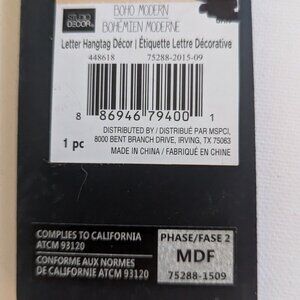 STUDIO
DÉCOR
BOHO MODERN
BOHÉMIEN MODERNE
Letter Hangtag Décor | Étiquette Lettre Décorative
448618 75288-2015-09
8 86946 79400 1
1 pc
DISTRIBUTED BY / DISTRIBUÉ PAR MSPCI,
8000 BENT BRANCH DRIVE, IRVING, TX 75063
MADE IN CHINA / FABRIQUÉ EN CHINE
COMPLIES TO CALIFORNIA
ATCM 93120
CONFORME AUX NORMES
DE CALIFORNIE ATCM 93120
PHASE/FASE 2
MDF
75288-1509